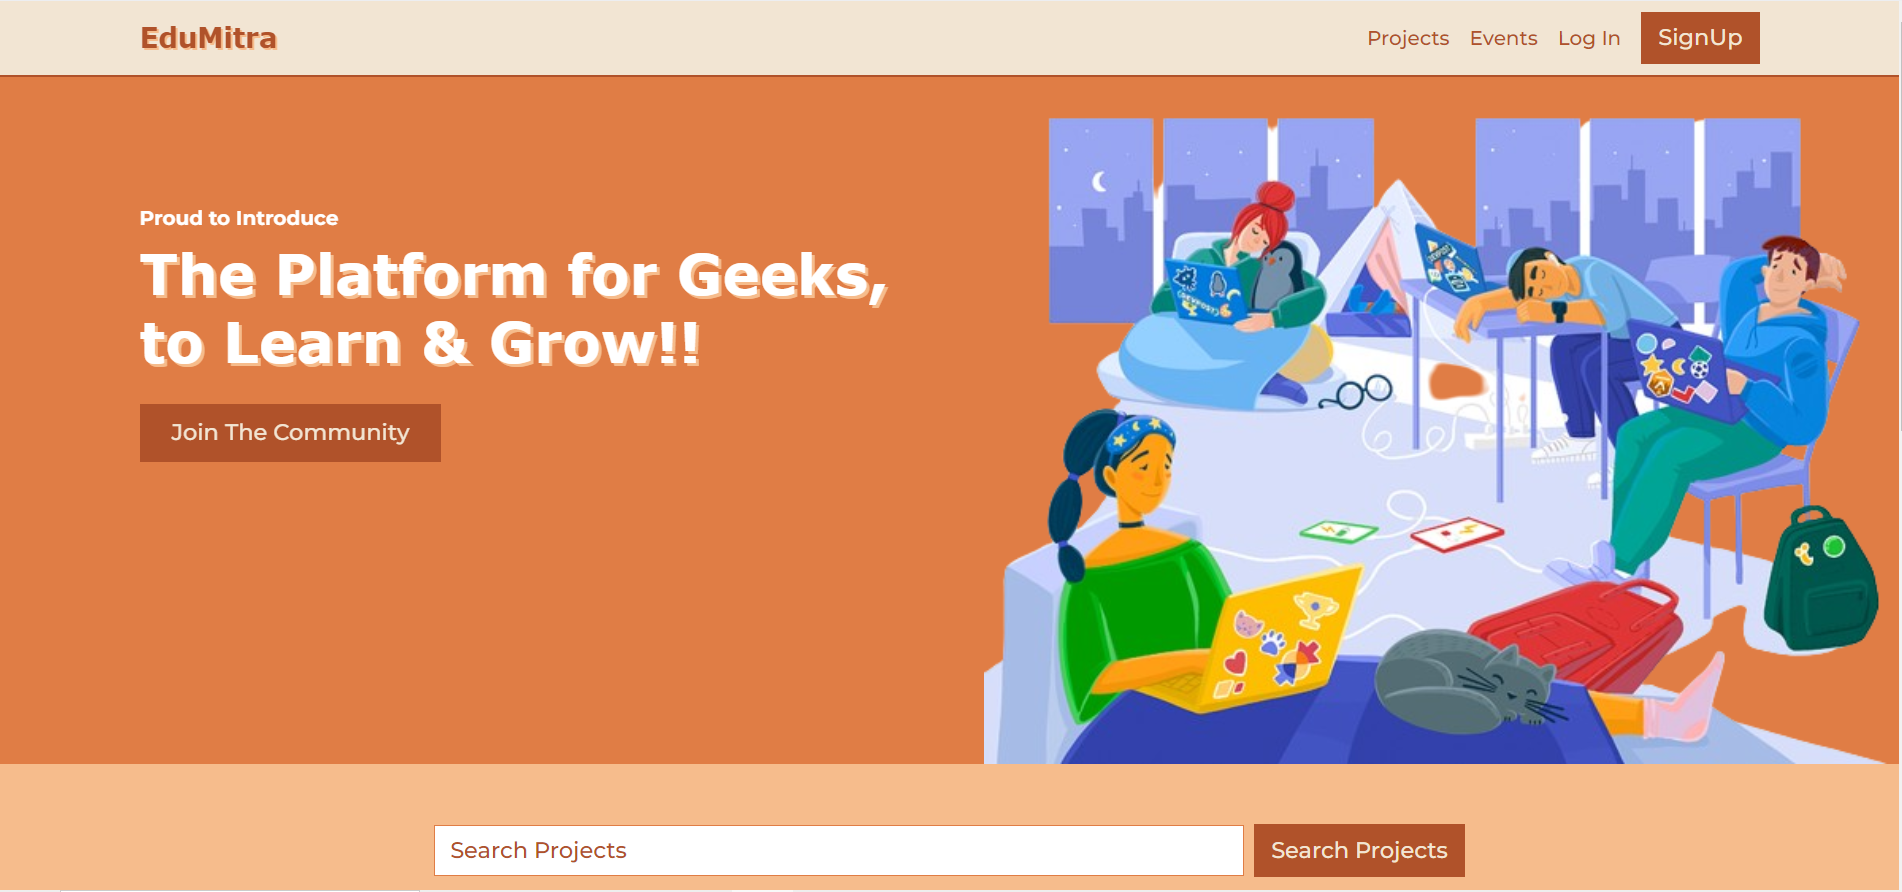 EduMitra
Projects Events Log In SignUp
Proud to Introduce
The Platform for Geeks,
to Learn & Grow!!
Join The Community
Search Projects Search Projects